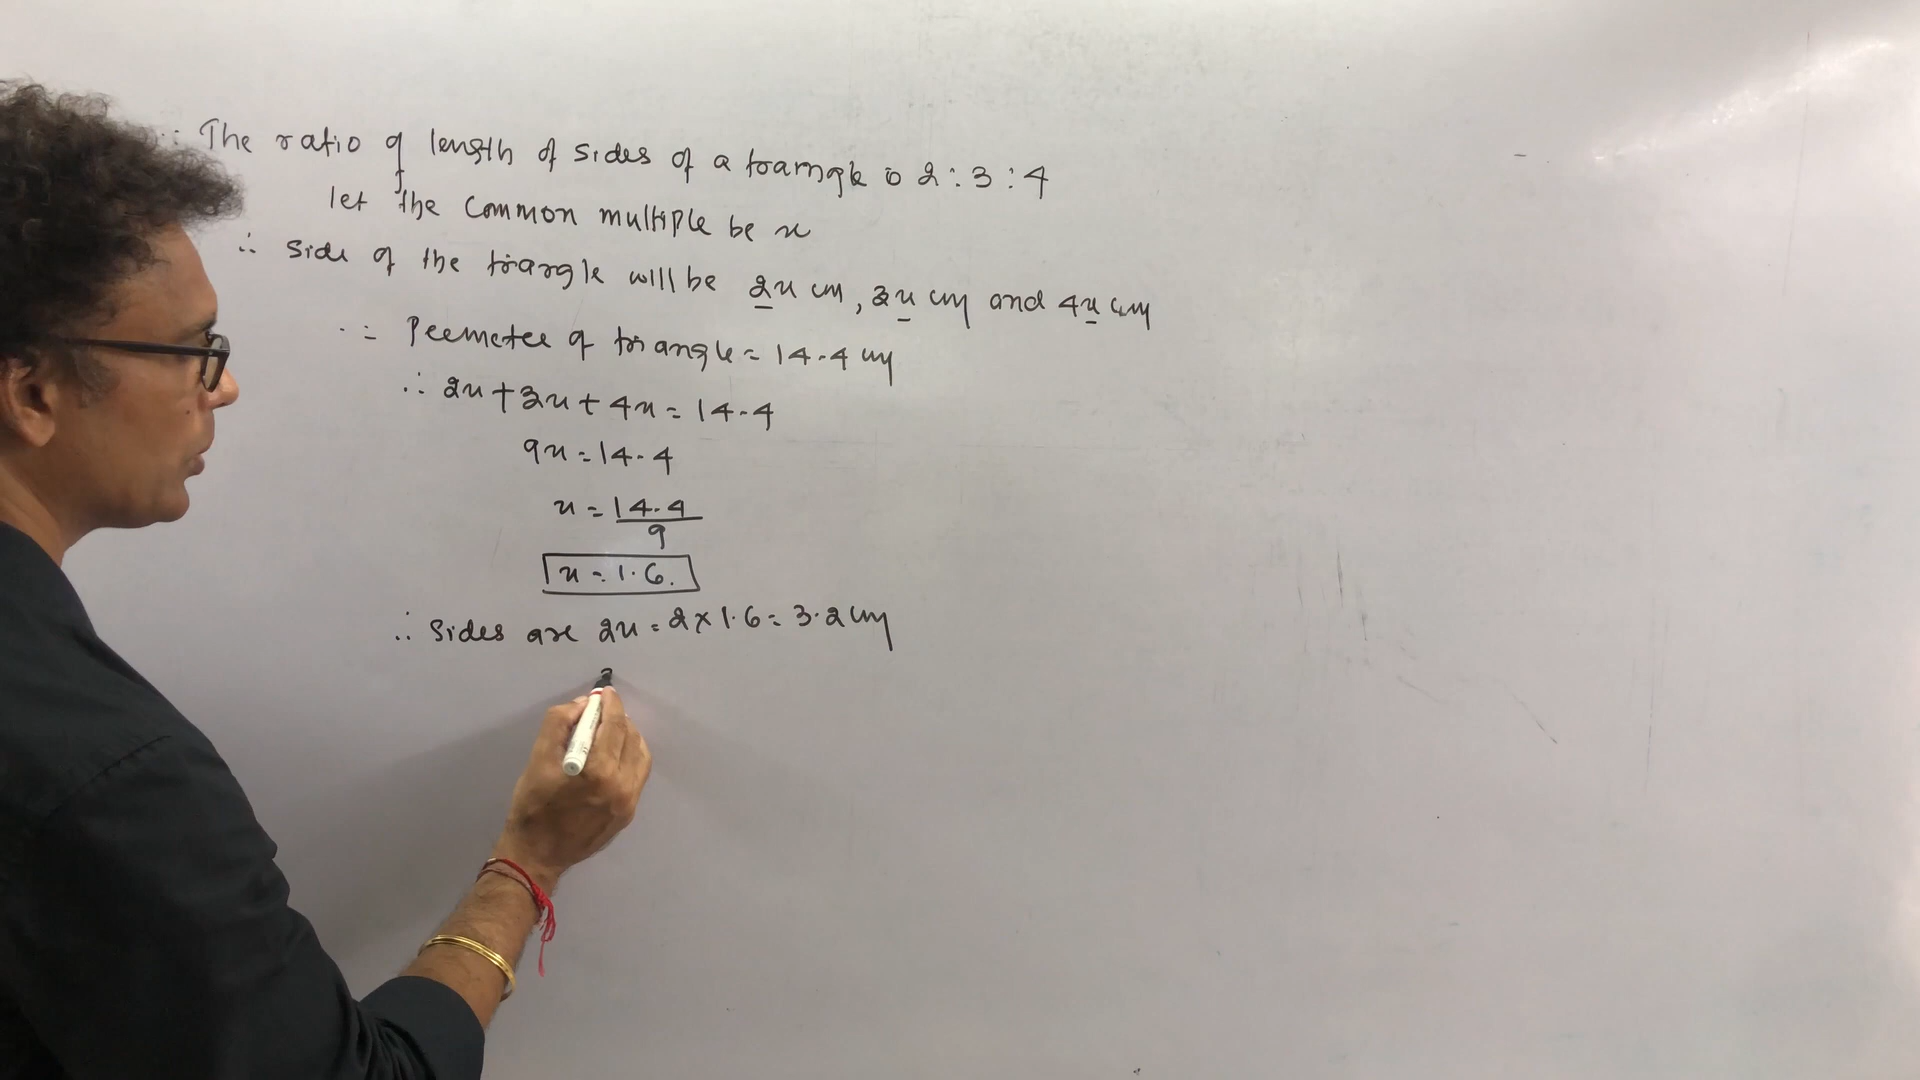 ∵ The ratio of length of sides of a triangle is 2 : 3 : 4
let the common multiple be x
∴ side of the triangle will be 2x cm, 3x cm and 4x cm
∵ Perimeter of triangle = 14.4 cm
∴ 2x + 3x + 4x = 14.4
9x = 14.4
x = 14.4
9
x = 1.6.
∴ Sides are 2x = 2 × 1.6 = 3.2 cm